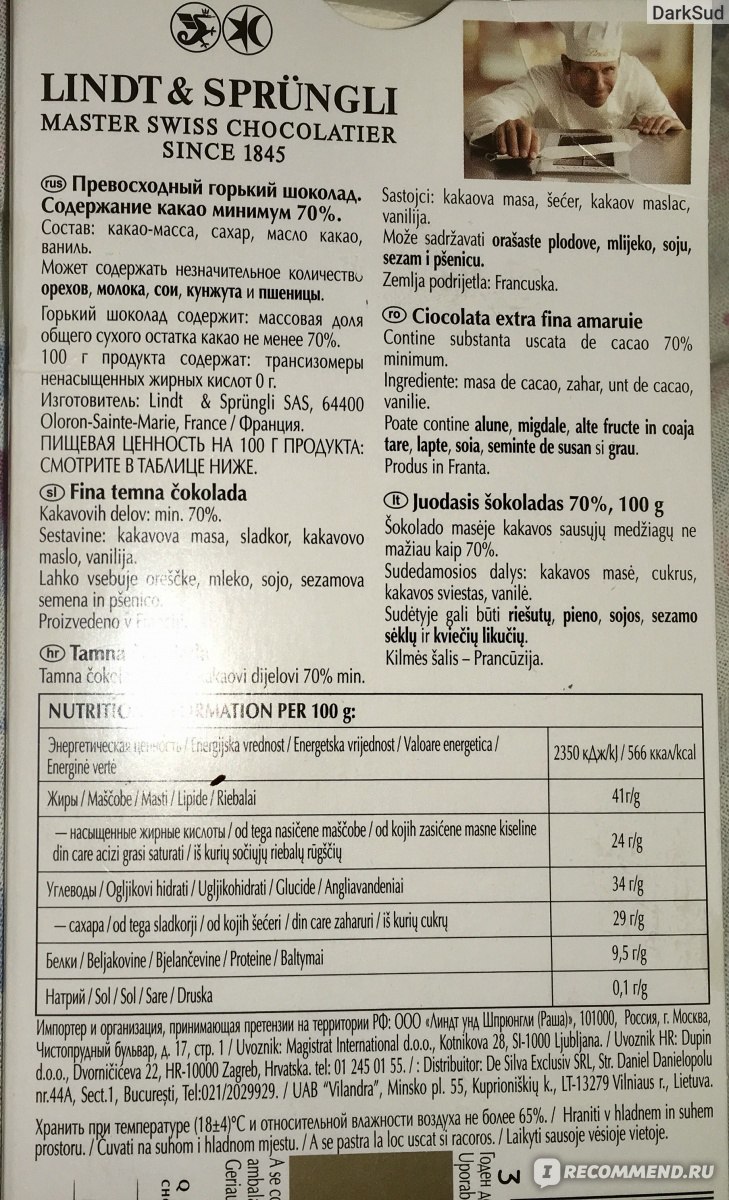 DarkSud
LINDT & SPRÜNGLI
MASTER SWISS CHOCOLATIER
SINCE 1845
rus Превосходный горький шоколад.
Содержание какао минимум 70%.
Состав: какао-масса, сахар, масло какао,
ваниль.
Может содержать незначительное количество
орехов, молока, сои, кунжута и пшеницы.
Горький шоколад содержит: массовая доля
общего сухого остатка какао не менее 70%.
100 г продукта содержат: трансизомеры
ненасыщенных жирных кислот 0 г.
Изготовитель: Lindt & Sprüngli SAS, 64400
Oloron-Sainte-Marie, France / Франция.
ПИЩЕВАЯ ЦЕННОСТЬ НА 100 Г ПРОДУКТА:
СМОТРИТЕ В ТАБЛИЦЕ НИЖЕ.
sl Fina temna čokolada
Kakavovih delov: min. 70%.
Sestavine: kakavova masa, sladkor, kakavovo
maslo, vanilija.
Lahko vsebuje oreščke, mleko, sojo, sezamova
semena in pšenico.
Proizvedeno v
hr Tamna
Tamna dijelovi 70% min.
Sastojci: kakaova masa, šećer, kakaov maslac,
vanilija.
Može sadržavati orašaste plodove, mlijeko, soju,
sezam i pšenicu.
Zemlja podrijetla: Francuska.
ro Ciocolata extra fina amaruie
Contine substanta uscata de cacao 70%
minimum.
Ingrediente: masa de cacao, zahar, unt de cacao,
vanilie.
Poate contine alune, migdale, alte fructe in coaja
tare, lapte, soia, seminte de susan si grau.
Produs in Franta.
lt Juodasis šokoladas 70%, 100 g
Šokolado masėje kakavos sausųjų medžiagų ne
mažiau kaip 70%.
Sudedamosios dalys: kakavos masė, cukrus,
kakavos sviestas, vanilė.
Sudėtyje gali būti riešutų, pieno, sojos, sezamo
sėklų ir kviečių likučių.
Kilmės šalis – Prancūzija.
PER 100 g:
Энергетическая ценность / Energijska vrednost / Energetska vrijednost / Valoare energetica /
Energinė vertė
2350 кДж/kJ / 566 ккал/kcal
Жиры / Maščobe / Masti / Lipide / Riebalai
41г/g
— насыщенные жирные кислоты / od tega nasičene maščobe / od kojih zasićene masne kiseline
din care acizi grasi saturati / iš kurių sočiųjų riebalų rūgščių
24 г/g
Углеводы / Ogljikovi hidrati / Ugljikohidrati / Glucide / Angliavandeniai
34 г/g
— сахара / od tega sladkorji / od kojih šećeri / din care zaharuri / iš kurių cukrų
29 г/g
Белки / Beljakovine / Bjelančevine / Proteine / Baltymai
9,5 г/g
Натрий / Sol / Sol / Sare / Druska
0,1 г/g
Импортер и организация, принимающая претензии на территории РФ: ООО «Линдт унд Шпрюнгли (Раша)», 101000, Россия, г. Москва,
Чистопрудный бульвар, д. 17, стр. 1 / Uvoznik: Magistrat International d.o.o., Kotnikova 28, SI-1000 Ljubljana. / Uvoznik HR: Dupin
d.o.o., Dvorničićeva 22, HR-10000 Zagreb, Hrvatska. tel: 01 245 01 55. / : Distribuitor: De Silva Exclusiv SRL, Str. Daniel Danielopolu
nr.44A, Sect.1, București, Tel:021/2029929. / UAB “Vilandra”, Minsko pl. 55, Kuprioniškių k., LT-13279 Vilniaus r., Lietuva.
Хранить при температуре (18±4)°C и относительной влажности воздуха не более 65%. / Hraniti v hladnem in suhem
prostoru. / Čuvati na suhom i hladnom mjestu. / A se pastra la loc uscat si racoros. / Laikyti sausoje vėsioje vietoje.
A se
Годен
3
IRECOMMEND.RU